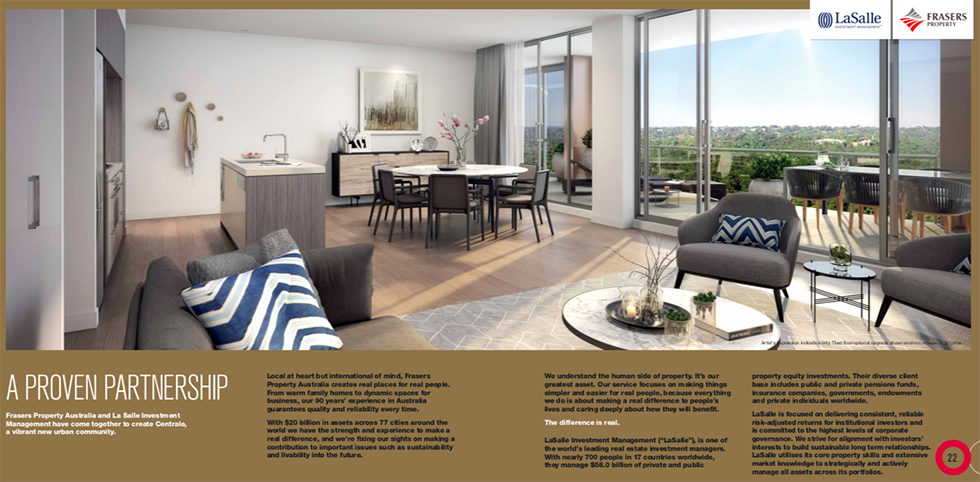 LaSalle
INVESTMENT MANAGEMENT
FRASERS
PROPERTY
A PROVEN PARTNERSHIP
Frasers Property Australia and La Salle Investment
Management have come together to create Centrale,
a vibrant new urban community.
Local at heart but international of mind, Frasers
Property Australia creates real places for real people.
From warm family homes to dynamic spaces for
business, our 90 years' experience in Australia
guarantees quality and reliability every time.
With $20 billion in assets across 77 cities around the
world we have the strength and experience to make a
real difference, and we're fixing our sights on making a
contribution to important issues such as sustainability
and livability into the future.
We understand the human side of property. It's our
greatest asset. Our service focuses on making things
simpler and easier for real people, because everything
we do is about making a real difference to people's
lives and caring deeply about how they will benefit.
The difference is real.
LaSalle Investment Management ("LaSalle"), is one of
the world's leading real estate investment managers.
With nearly 700 people in 17 countries worldwide,
they manage $56.0 billion of private and public
property equity investments. Their diverse client
base includes public and private pensions funds,
insurance companies, governments, endowments
and private individuals worldwide.
LaSalle is focused on delivering consistent, reliable
risk-adjusted returns for institutional investors and
is committed to the highest levels of corporate
governance. We strive for alignment with investors'
interests to build sustainable long term relationships.
LaSalle utilises its core property skills and extensive
market knowledge to strategically and actively
manage all assets across its portfolios.
22